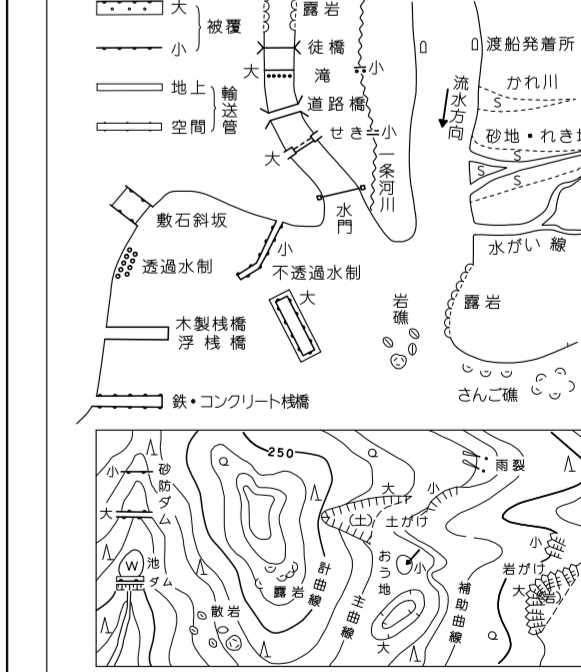 大
小
被覆
地上
空間
輸送管
露岩
徒橋
大
滝
小
道路橋
せき
小
大
一条河川
水門
渡船発着所
流水方向
かれ川
S
砂地・れき地
S
S
S
水がい線
敷石斜坂
透過水制
小
不透過水制
大
木製桟橋
浮桟橋
鉄・コンクリート桟橋
岩礁
露岩
さんご礁
小
大
砂防ダム
W
池
ダム
250
露岩
散岩
計曲線
主曲線
補助曲線
大
小
(土)
土がけ
おう地
小
大
雨裂
小
岩がけ
大
(岩)